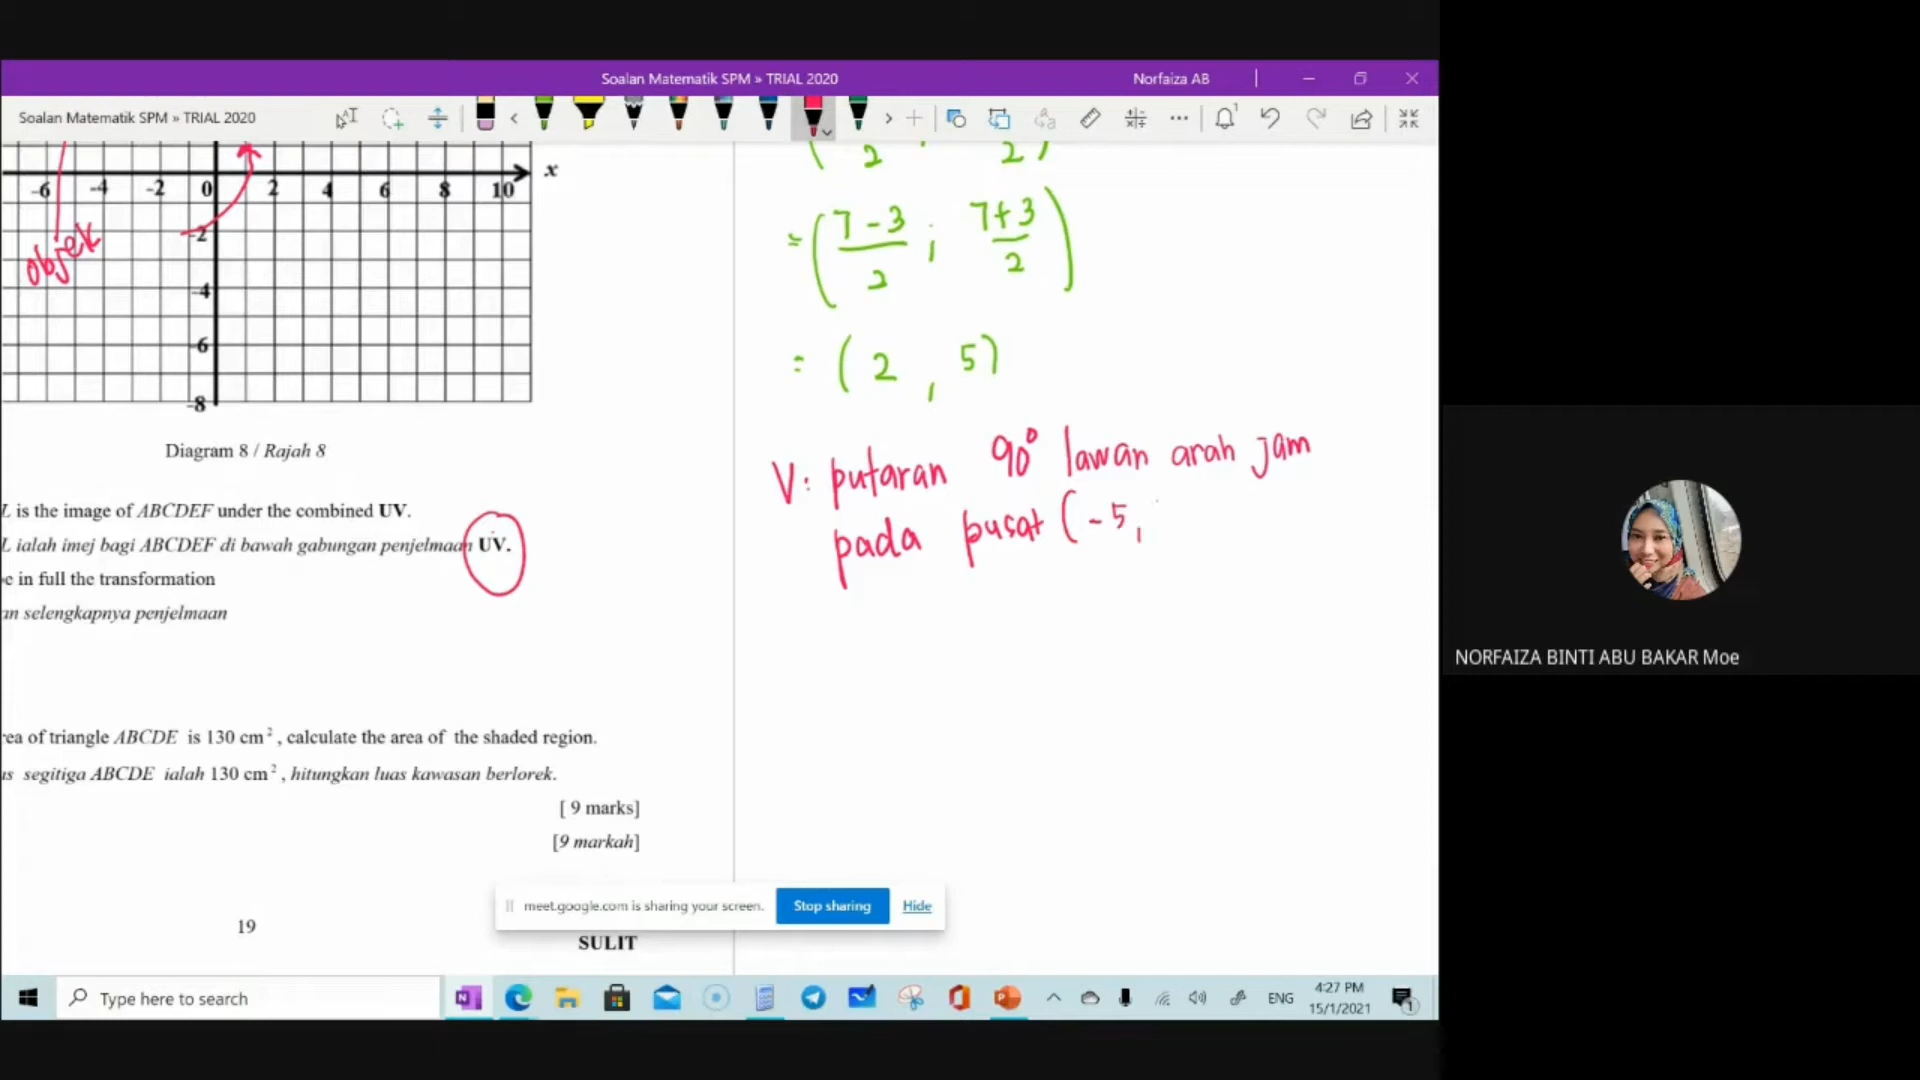 Soalan Matematik SPM » TRIAL 2020
Norfaiza AB
Soalan Matematik SPM » TRIAL 2020
x
-6 -4 -2 0 2 4 6 8 10
-2
-4
-6
-8
objek
Diagram 8 / Rajah 8
L is the image of ABCDEF under the combined UV.
L ialah imej bagi ABCDEF di bawah gabungan penjelmaan UV.
e in full the transformation
an selengkapnya penjelmaan
rea of triangle ABCDE is 130 cm², calculate the area of the shaded region.
as segitiga ABCDE ialah 130 cm², hitungkan luas kawasan berlorek.
[ 9 marks]
[9 markah]
19
SULIT
( 2 , 2 )
= ( 7 - 3 / 2 ; 7 + 3 / 2 )
= ( 2 , 5)
V: putaran 90° lawan arah jam
pada pusat ( -5,
meet.google.com is sharing your screen. Stop sharing Hide
NORFAIZA BINTI ABU BAKAR Moe
Type here to search
ENG
4:27 PM
15/1/2021